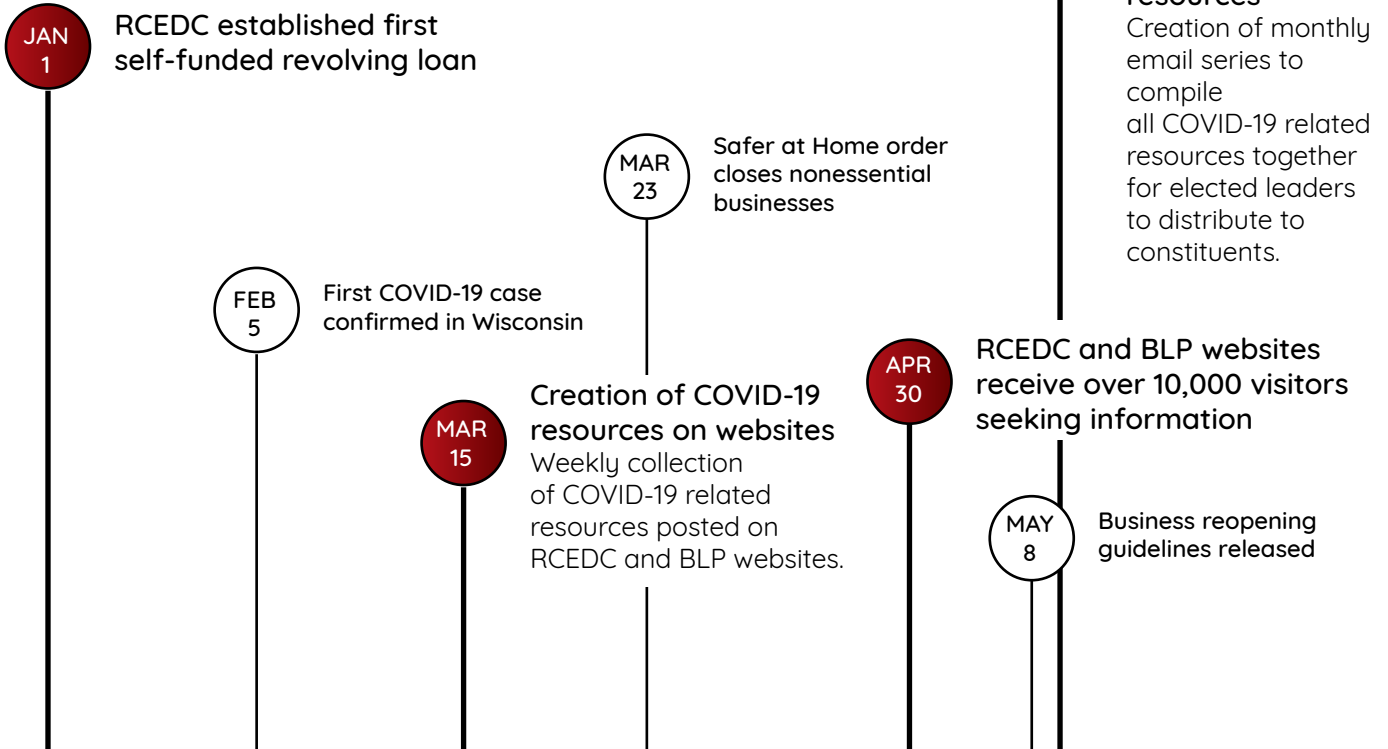 JAN
1
RCEDC established first
self-funded revolving loan
FEB
5
First COVID-19 case
confirmed in Wisconsin
MAR
15
Creation of COVID-19
resources on websites
Weekly collection
of COVID-19 related
resources posted on
RCEDC and BLP websites.
MAR
23
Safer at Home order
closes nonessential
businesses
APR
30
RCEDC and BLP websites
receive over 10,000 visitors
seeking information
MAY
8
Business reopening
guidelines released
resources
Creation of monthly
email series to
compile
all COVID-19 related
resources together
for elected leaders
to distribute to
constituents.